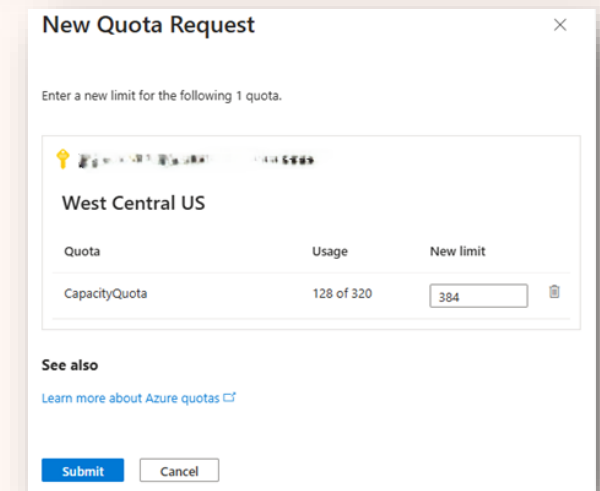 New Quota Request
Enter a new limit for the following 1 quota.
West Central US
Quota Usage New limit
CapacityQuota 128 of 320 384
See also
Learn more about Azure quotas
Submit Cancel